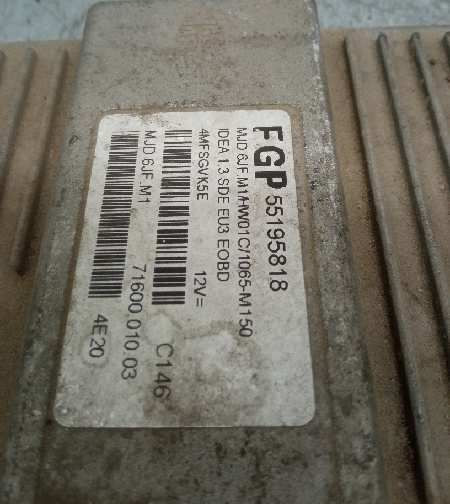 FGP 55195818
MJD 6JF.M1/HW01C/1065-M150
IDEA 1.3 SDE EU3 EOBD
4MFSGVK5E 12V=
C146
MJD 6JF.M1 71600.010.03
4E20